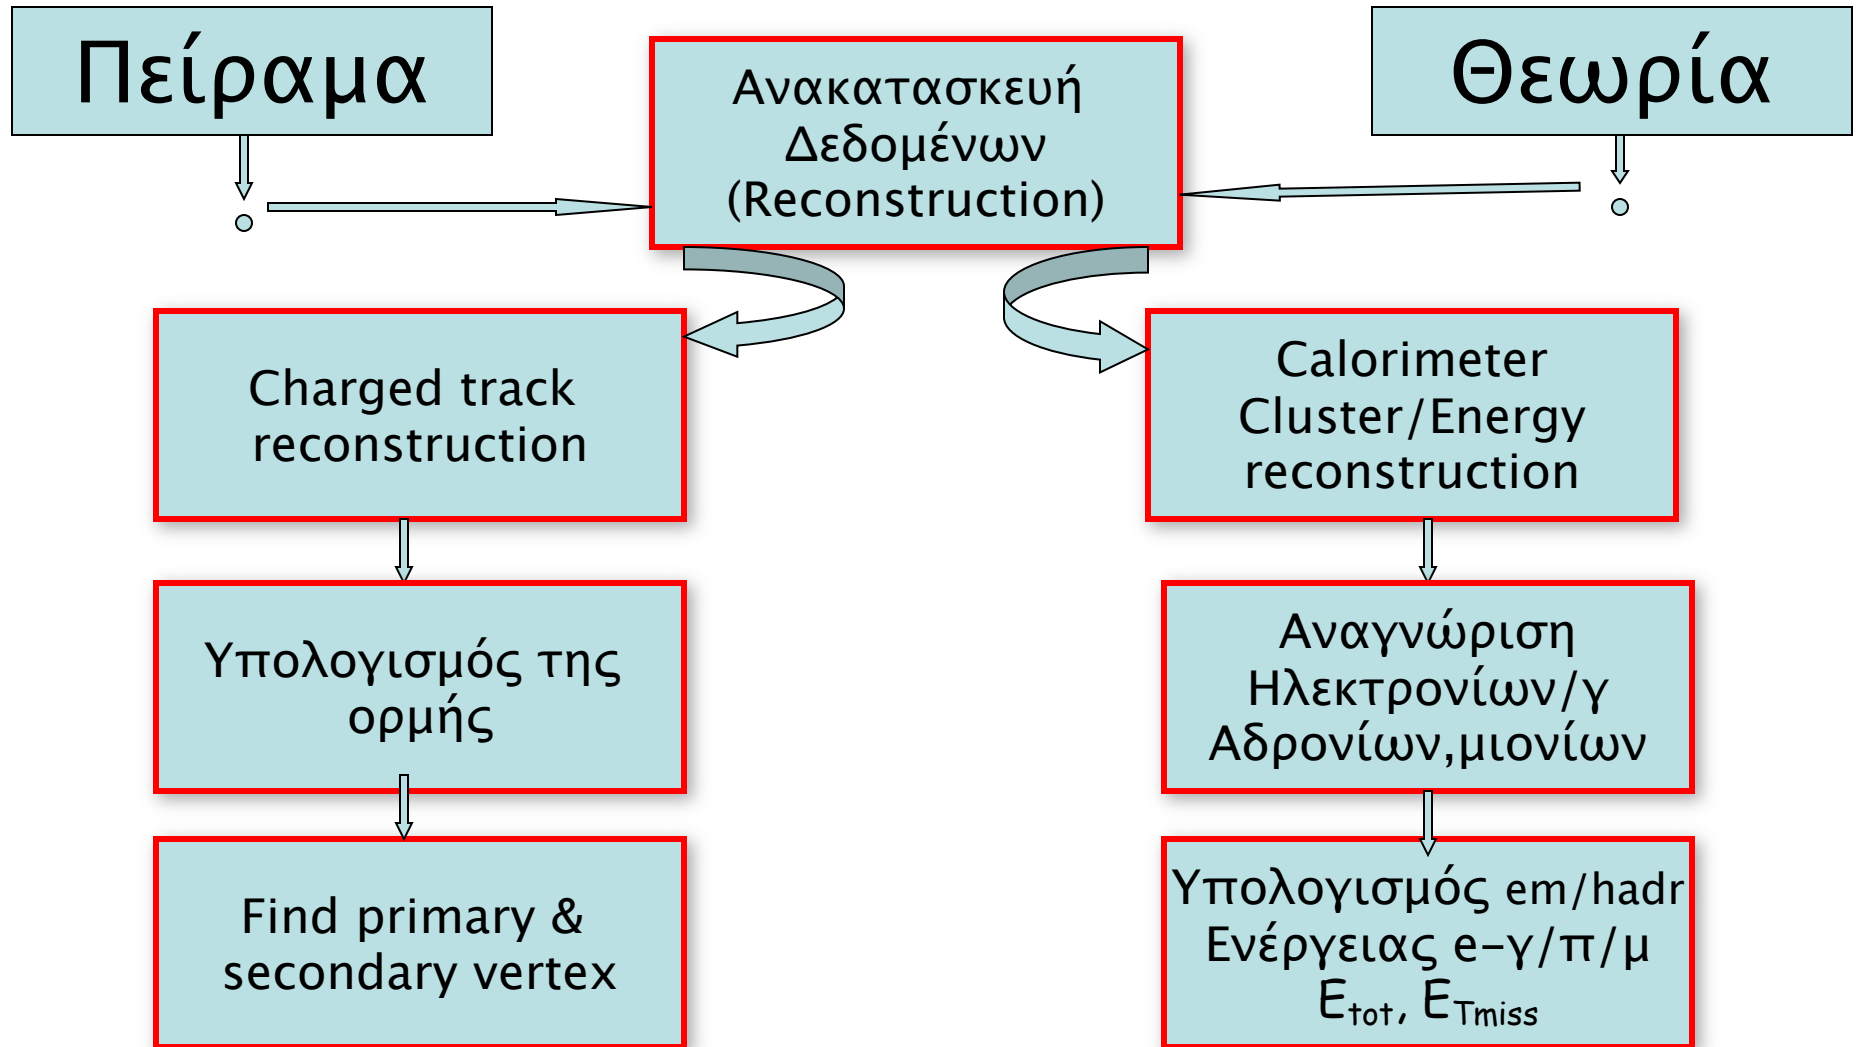 Πείραμα
Ανακατασκευή
Δεδομένων
(Reconstruction)
Θεωρία
Charged track
reconstruction
Calorimeter
Cluster/Energy
reconstruction
Υπολογισμός της
ορμής
Αναγνώριση
Ηλεκτρονίων/γ
Αδρονίων,μιονίων
Find primary &
secondary vertex
Υπολογισμός em/hadr
Ενέργειας e-γ/π/μ
Etot, ETmiss